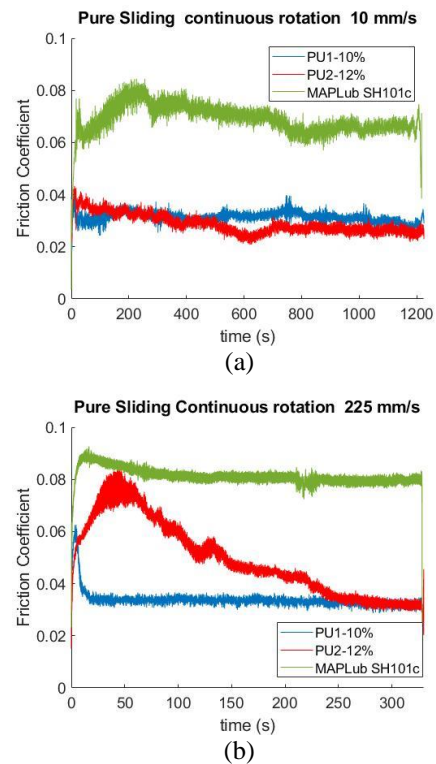 Pure Sliding continuous rotation 10 mm/s
PU1-10%
PU2-12%
MAPLub SH101c
Friction Coefficient
0.1
0.08
0.06
0.04
0.02
0
0 200 400 600 800 1000 1200
time (s)
(a)
Pure Sliding Continuous rotation 225 mm/s
Friction Coefficient
0.1
0.08
0.06
0.04
0.02
0
PU1-10%
PU2-12%
MAPLub SH101c
0 50 100 150 200 250 300
time (s)
(b)